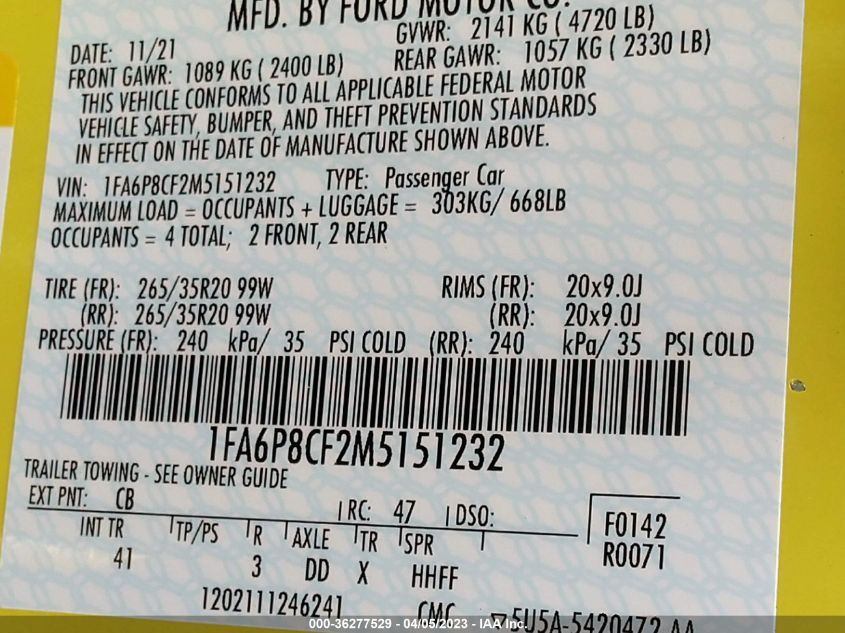 MFD. BY FORD MOTOR CO.
DATE: 11/21 GVWR: 2141 KG ( 4720 LB)
FRONT GAWR: 1089 KG ( 2400 LB) REAR GAWR: 1057 KG ( 2330 LB)
THIS VEHICLE CONFORMS TO ALL APPLICABLE FEDERAL MOTOR
VEHICLE SAFETY, BUMPER, AND THEFT PREVENTION STANDARDS
IN EFFECT ON THE DATE OF MANUFACTURE SHOWN ABOVE.
VIN: 1FA6P8CF2M5151232 TYPE: Passenger Car
MAXIMUM LOAD = OCCUPANTS + LUGGAGE = 303KG/ 668LB
OCCUPANTS = 4 TOTAL; 2 FRONT, 2 REAR
TIRE (FR): 265/35R20 99W RIMS (FR): 20x9.0J
(RR): 265/35R20 99W (RR): 20x9.0J
PRESSURE (FR): 240 kPa/ 35 PSI COLD (RR): 240 kPa/ 35 PSI COLD
1FA6P8CF2M5151232
TRAILER TOWING - SEE OWNER GUIDE
EXT PNT: CB RC: 47 DSO:
INT TR TP/PS R AXLE TR SPR F0142
41 3 DD X HHFF R0071
1202111246241 CMC 5U5A-5420472 AA
000-36277529 - 04/05/2023 - IAA Inc.